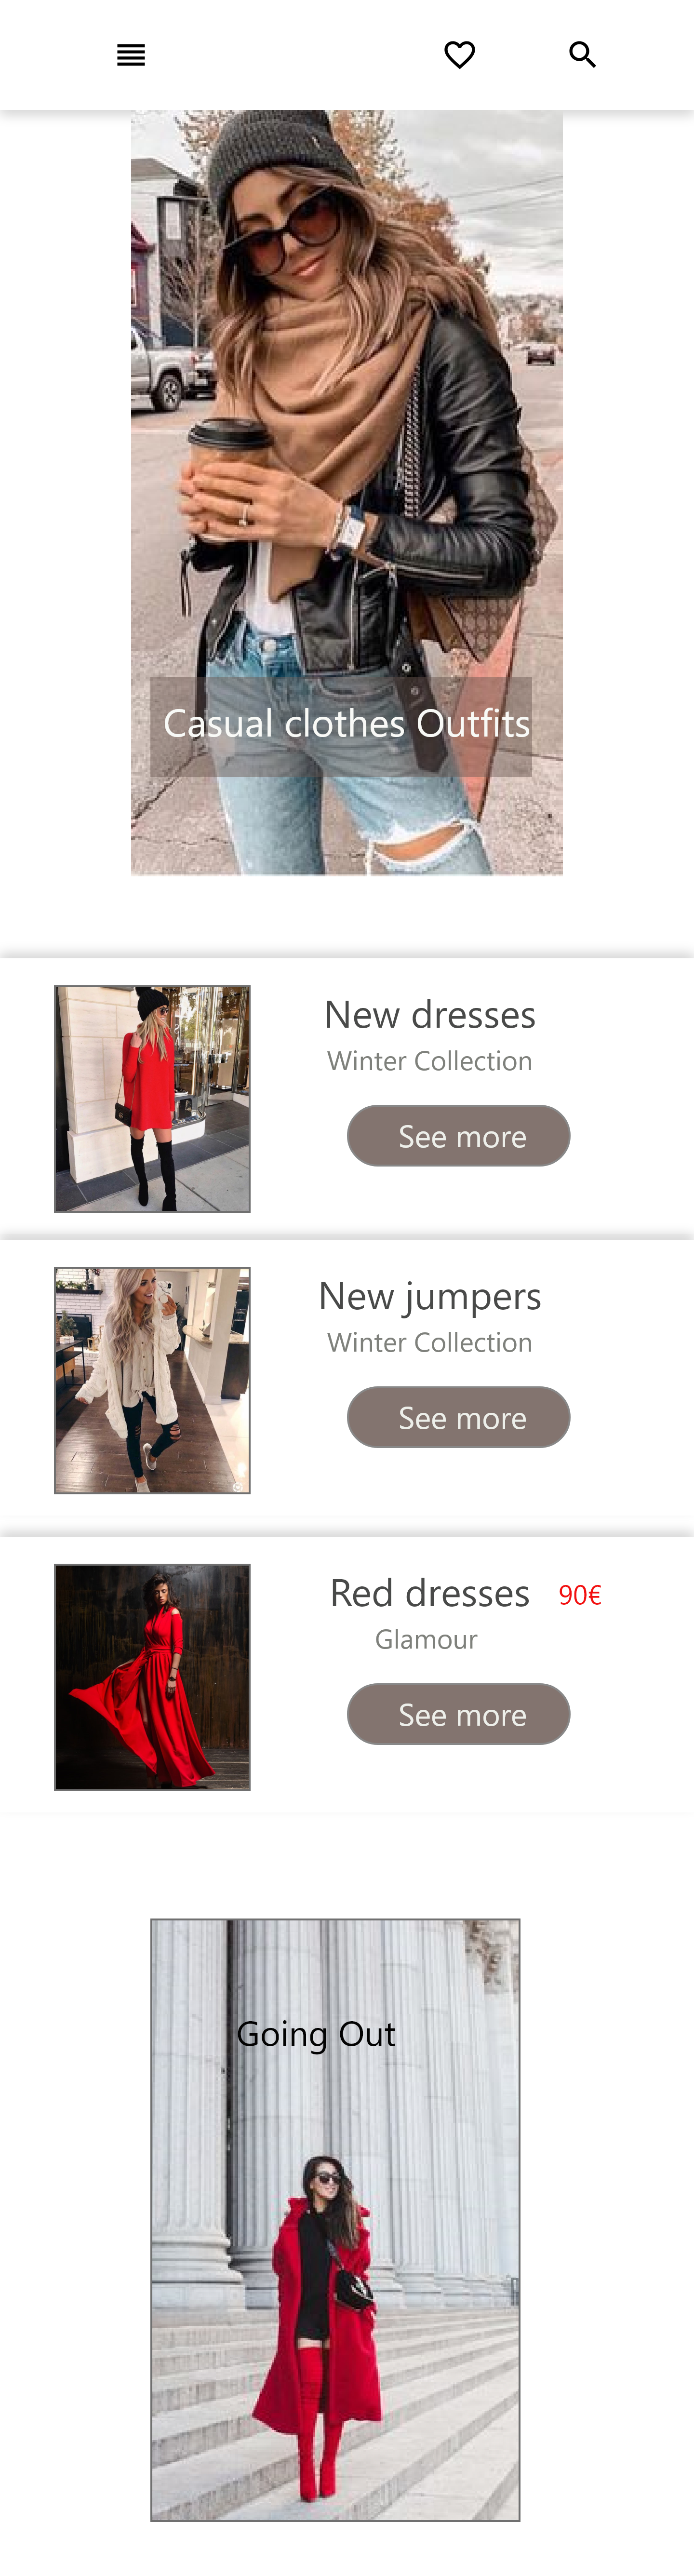 Casual clothes Outfits
New dresses
Winter Collection
See more
New jumpers
Winter Collection
See more
Red dresses 90€
Glamour
See more
Going Out